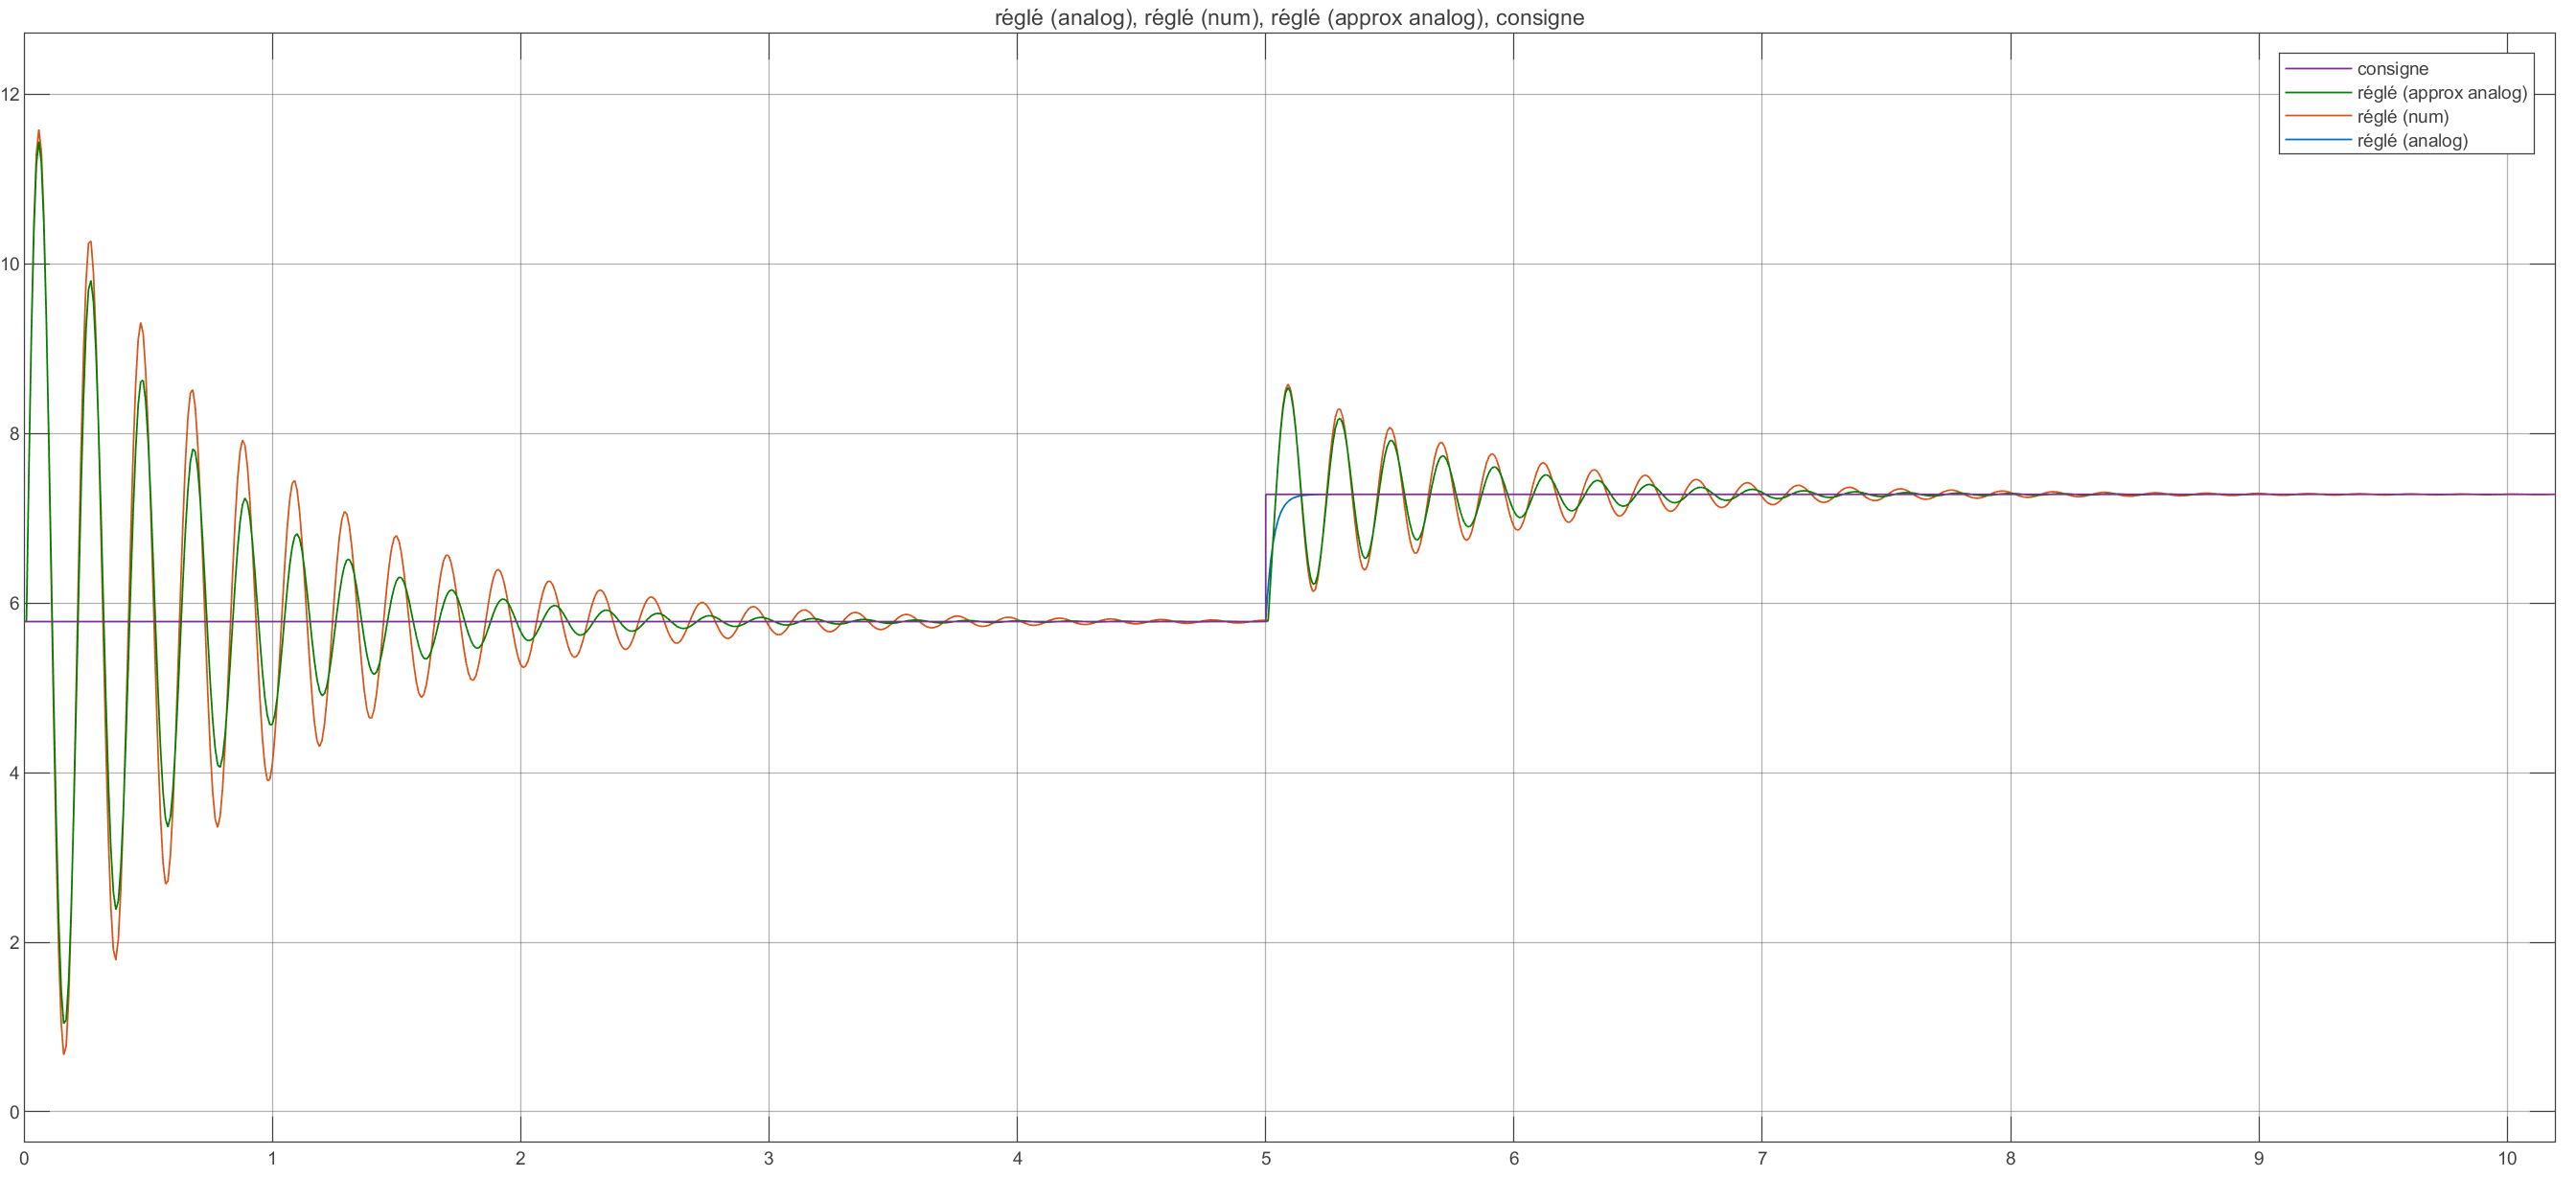 réglé (analog), réglé (num), réglé (approx analog), consigne
consigne
réglé (approx analog)
réglé (num)
réglé (analog)
12
10
8
6
4
2
0
0 1 2 3 4 5 6 7 8 9 10